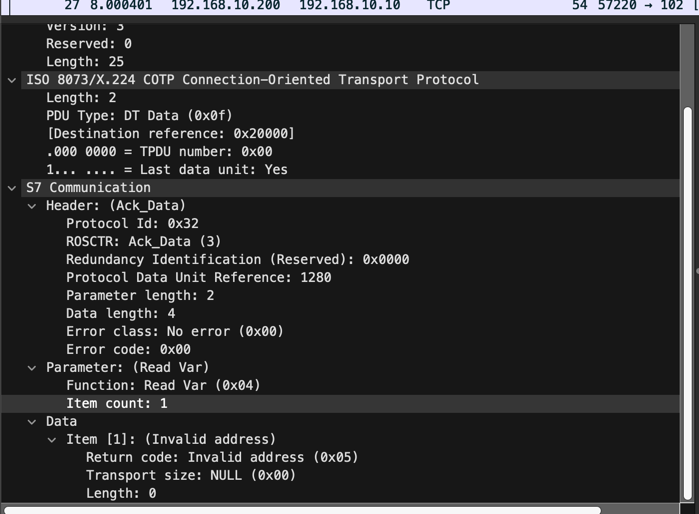 27 8.000401 192.168.10.200 192.168.10.10 TCP 54 57220 → 102 [
Version: 3
Reserved: 0
Length: 25
ISO 8073/X.224 COTP Connection-Oriented Transport Protocol
Length: 2
PDU Type: DT Data (0x0f)
[Destination reference: 0x20000]
.000 0000 = TPDU number: 0x00
1... .... = Last data unit: Yes
S7 Communication
Header: (Ack_Data)
Protocol Id: 0x32
ROSCTR: Ack_Data (3)
Redundancy Identification (Reserved): 0x0000
Protocol Data Unit Reference: 1280
Parameter length: 2
Data length: 4
Error class: No error (0x00)
Error code: 0x00
Parameter: (Read Var)
Function: Read Var (0x04)
Item count: 1
Data
Item [1]: (Invalid address)
Return code: Invalid address (0x05)
Transport size: NULL (0x00)
Length: 0